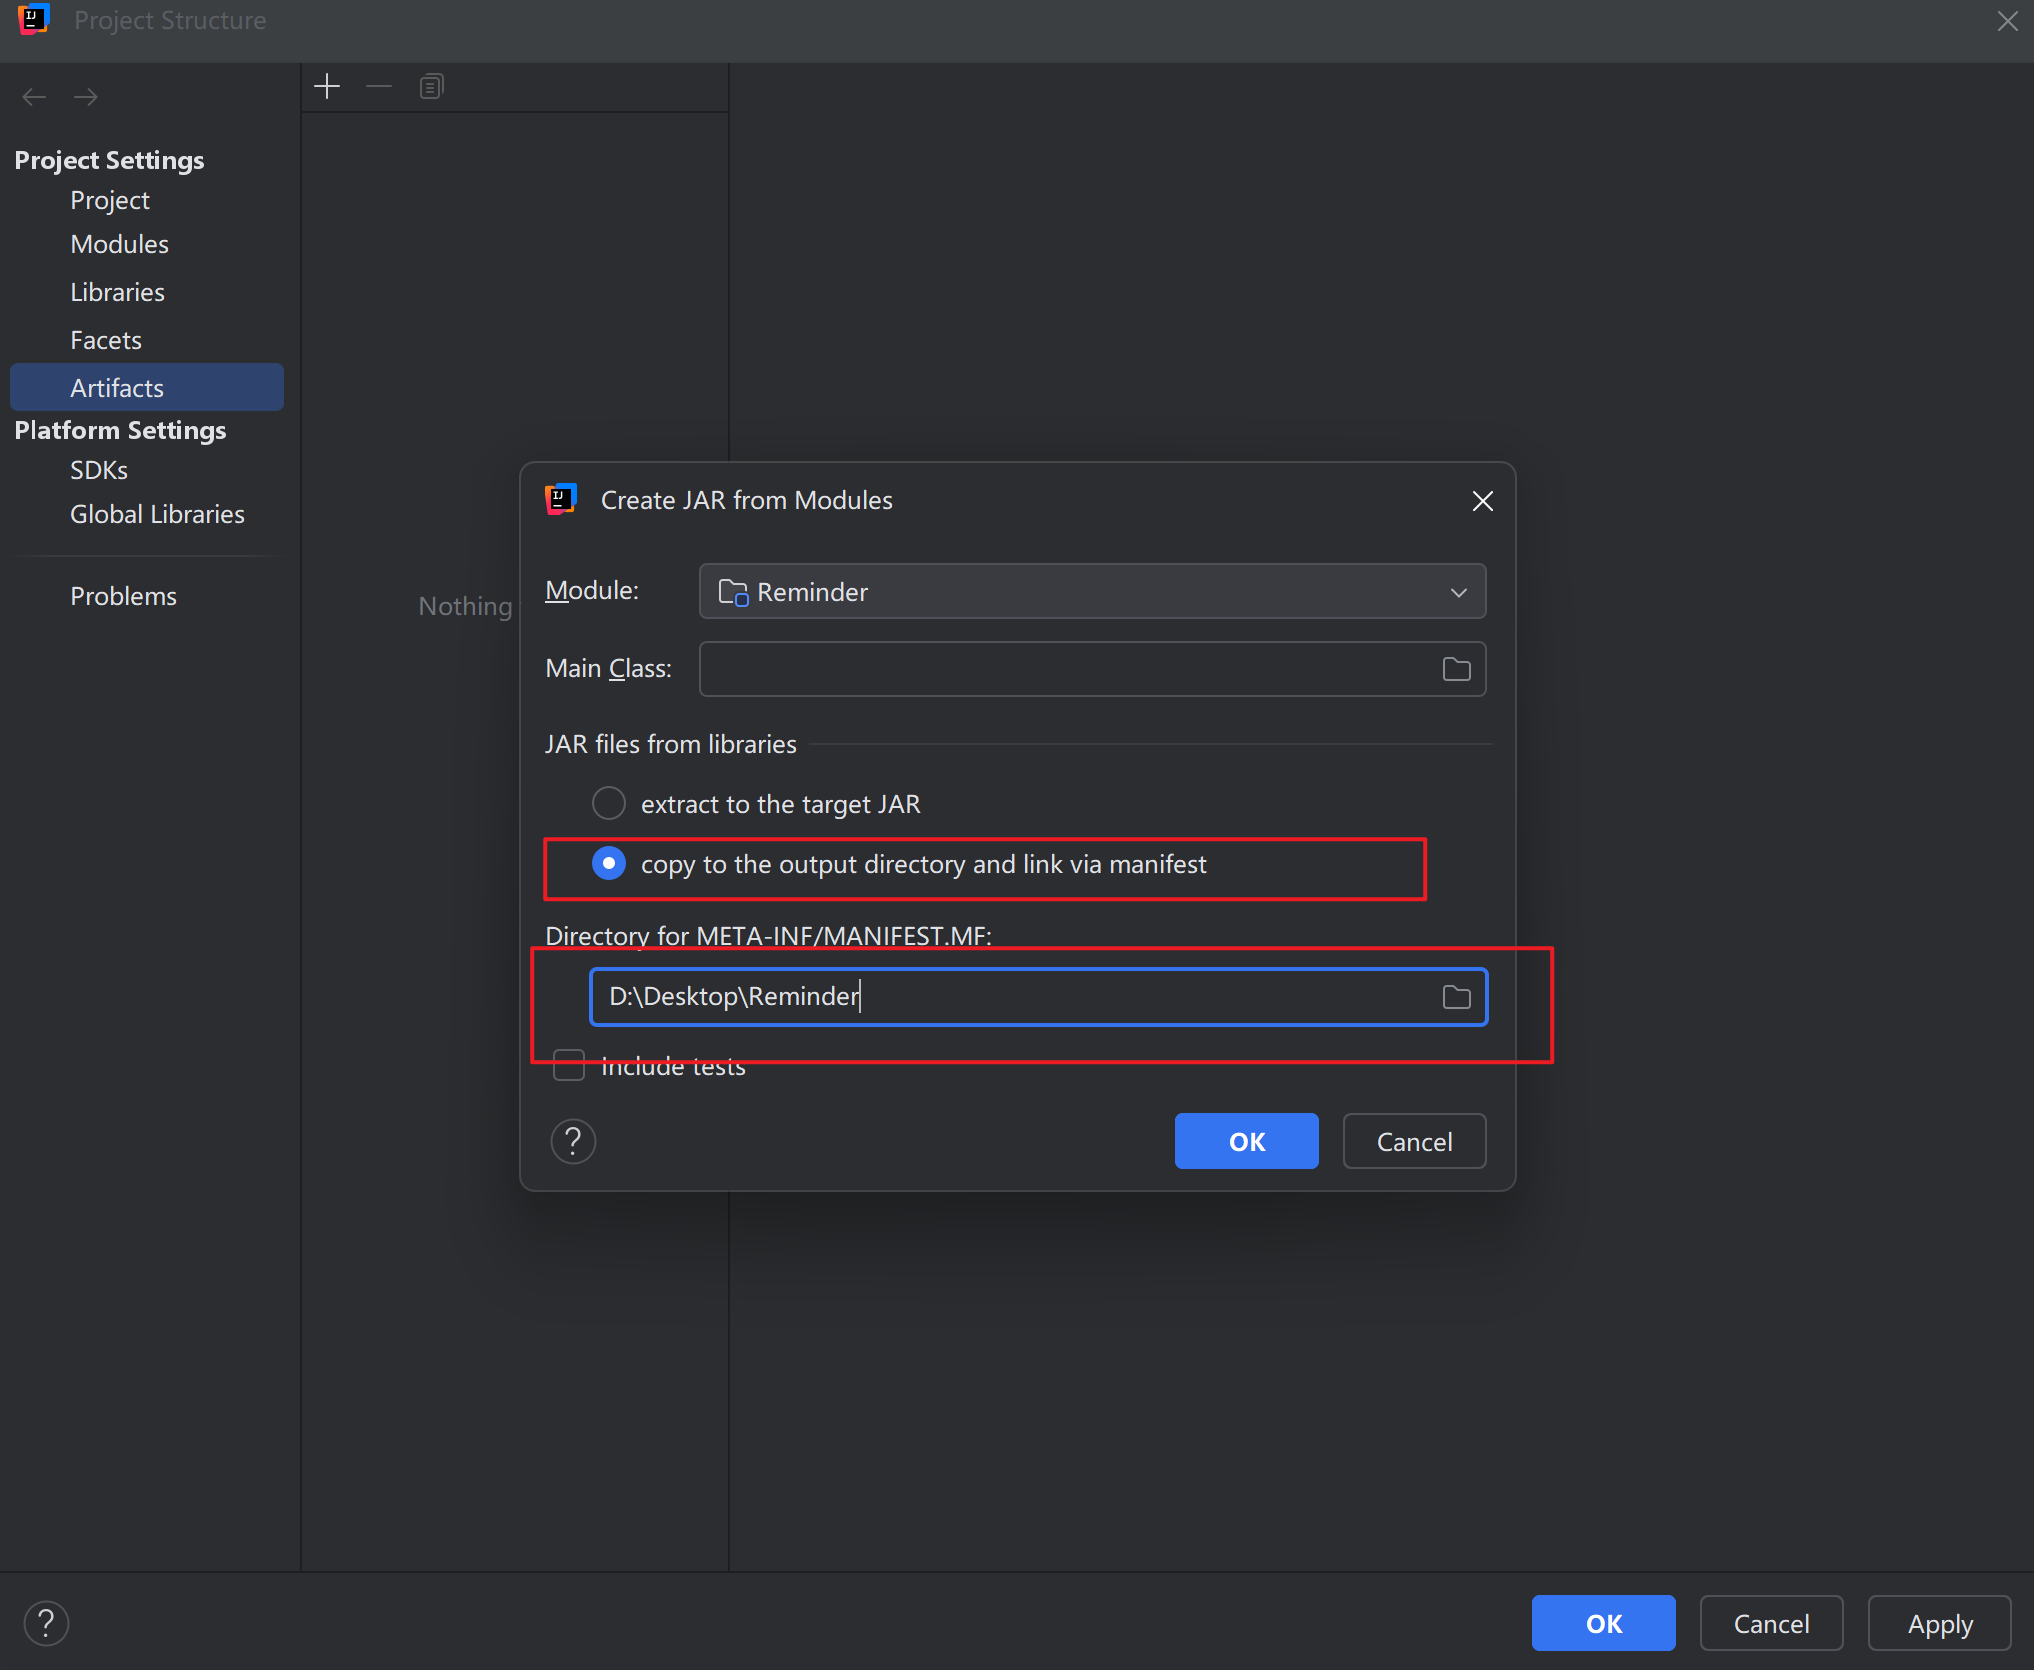 Project Structure
Project Settings
Project
Modules
Libraries
Facets
Artifacts
Platform Settings
SDKs
Global Libraries
Problems
Nothing
Create JAR from Modules
Module:
Reminder
Main Class:
JAR files from libraries
extract to the target JAR
copy to the output directory and link via manifest
Directory for META-INF/MANIFEST.MF:
D:\Desktop\Reminder
Include tests
?
OK
Cancel
?
OK
Cancel
Apply